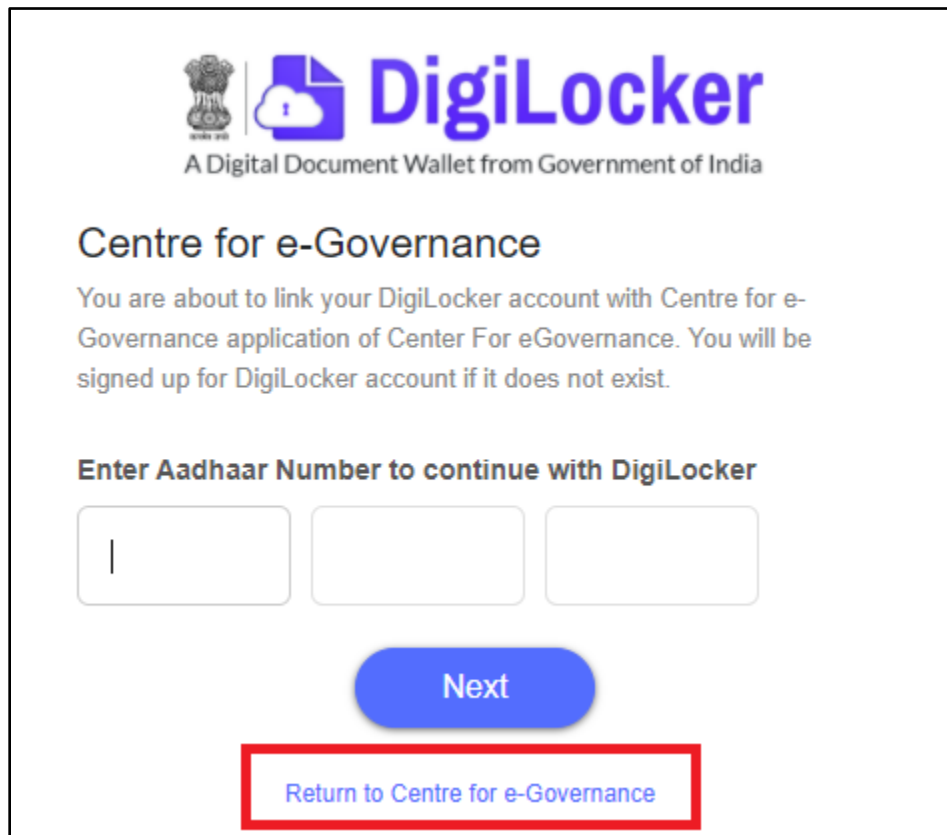 DigiLocker
A Digital Document Wallet from Government of India
Centre for e-Governance
You are about to link your DigiLocker account with Centre for e-
Governance application of Center For eGovernance. You will be
signed up for DigiLocker account if it does not exist.
Enter Aadhaar Number to continue with DigiLocker
Next
Return to Centre for e-Governance